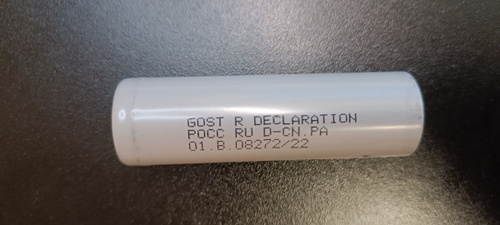 GOST R DECLARATION
POCC RU D-CN.PA
01.B.08272/22